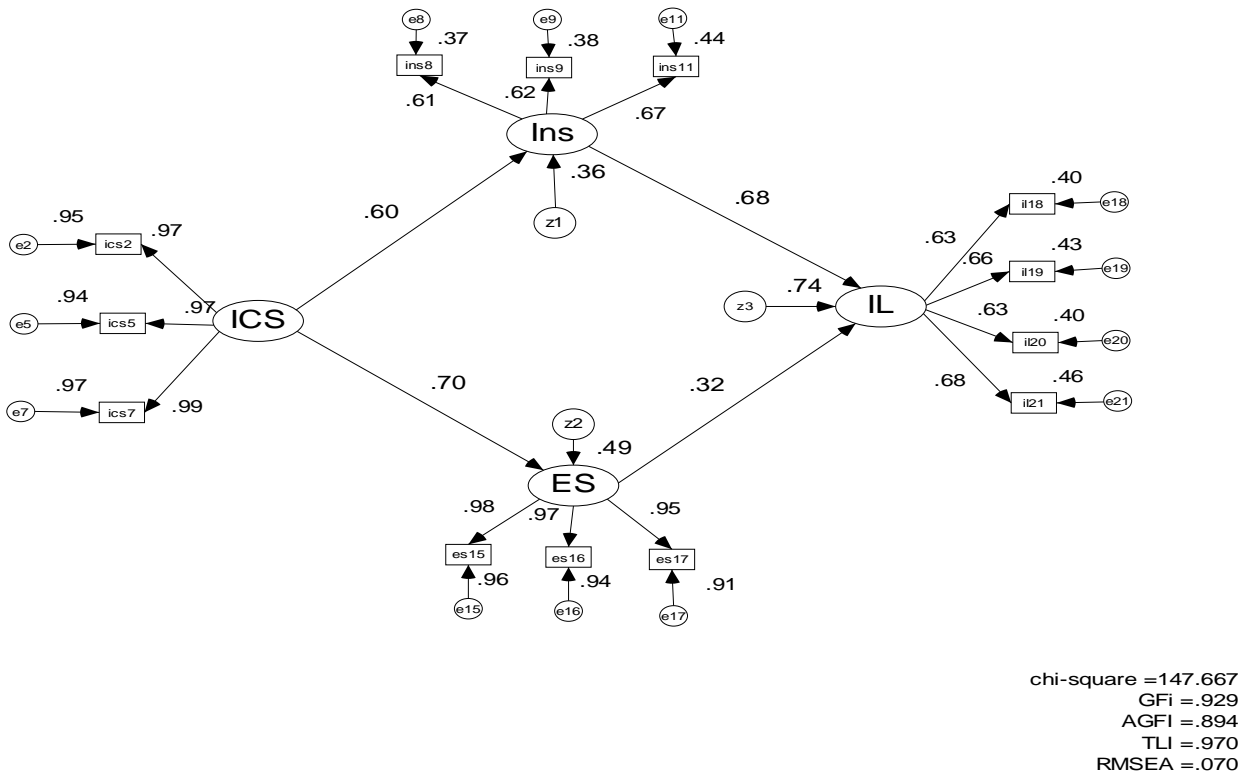 e8
e9
e11
.37
.38
.44
ins8
ins9
ins11
.61
.62
.67
Ins
.36
z1
.60
.68
.95
.97
e2
ics2
.94
.97
e5
ics5
ICS
.97
.99
e7
ics7
.70
.32
z2
.49
ES
.98
.97
.95
es15
es16
es17
.96
.94
.91
e15
e16
e17
z3
.74
IL
.40
.63
il18
e18
.43
.66
il19
e19
.40
.63
il20
e20
.46
.68
il21
e21
chi-square =147.667
GFi =.929
AGFI =.894
TLI =.970
RMSEA =.070